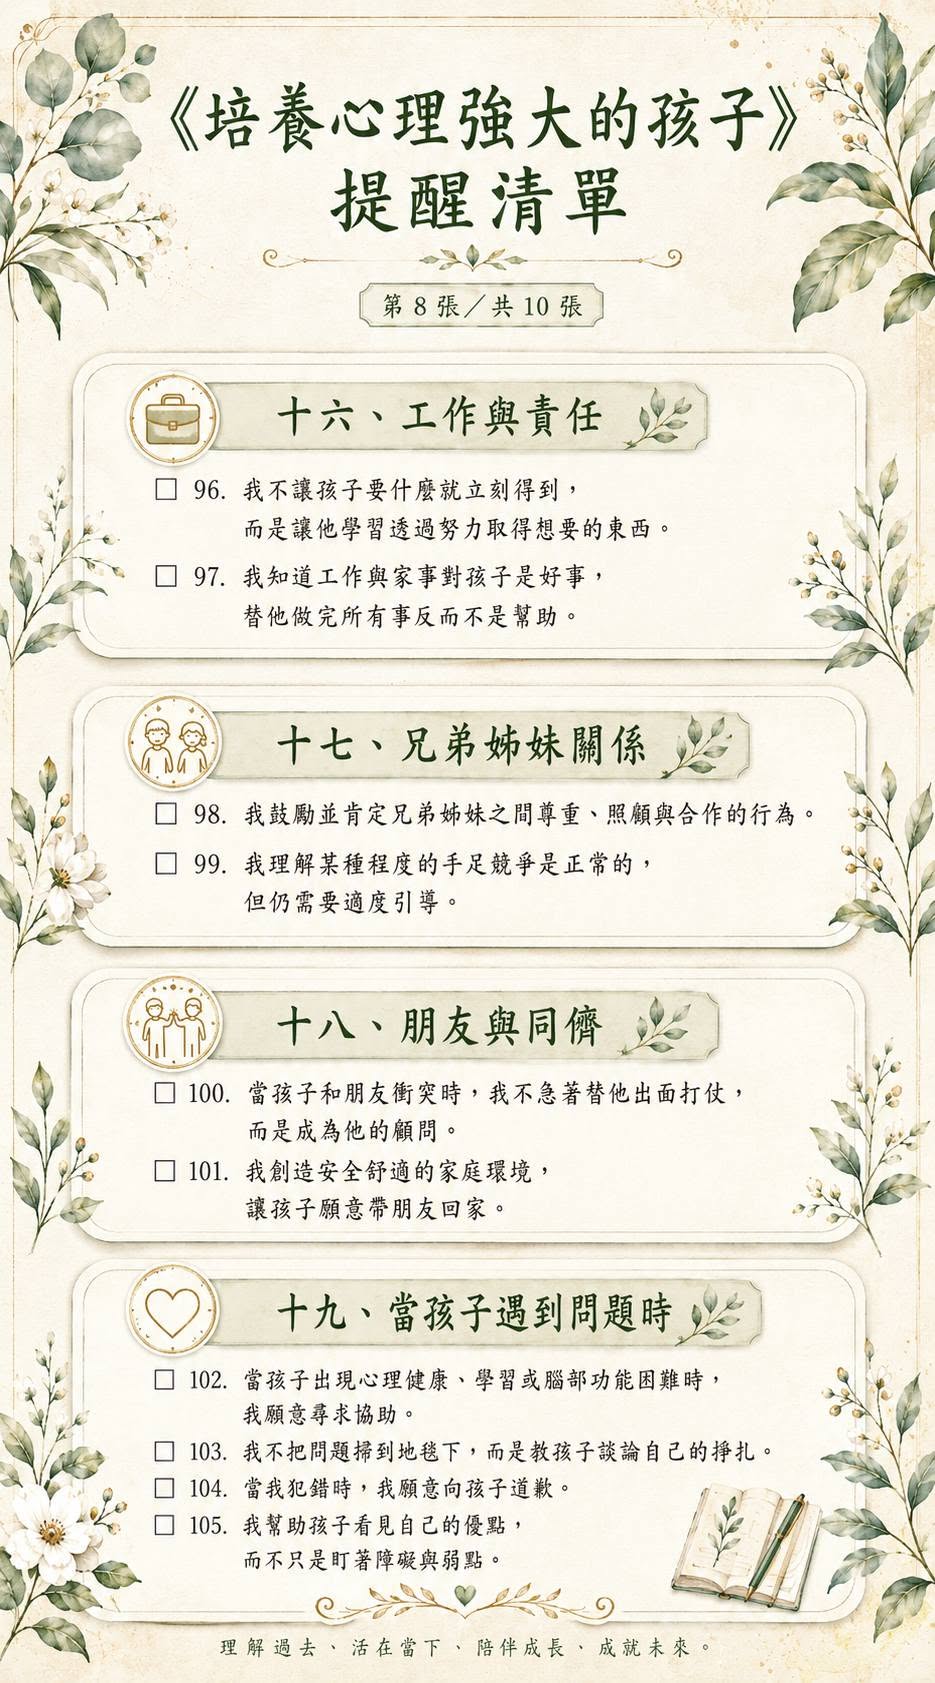 《培養心理強大的孩子》
提醒清單
第 8 張／共 10 張
十六、工作與責任
□ 96. 我不讓孩子要什麼就立刻得到，
而是讓他學習透過努力取得想要的東西。
□ 97. 我知道工作與家事對孩子是好事，
替他做完所有事反而不是幫助。
十七、兄弟姊妹關係
□ 98. 我鼓勵並肯定兄弟姊妹之間尊重、照顧與合作的行為。
□ 99. 我理解某種程度的手足競爭是正常的，
但仍需要適度引導。
十八、朋友與同儕
□ 100. 當孩子和朋友衝突時，我不急著替他出面打仗，
而是成為他的顧問。
□ 101. 我創造安全舒適的家庭環境，
讓孩子願意帶朋友回家。
十九、當孩子遇到問題時
□ 102. 當孩子出現心理健康、學習或腦部功能困難時，
我願意尋求協助。
□ 103. 我不把問題掃到地毯下，而是教孩子談論自己的掙扎。
□ 104. 當我犯錯時，我願意向孩子道歉。
□ 105. 我幫助孩子看見自己的優點，
而不只是盯著障礙與弱點。
理解過去、活在當下、陪伴成長、成就未來。